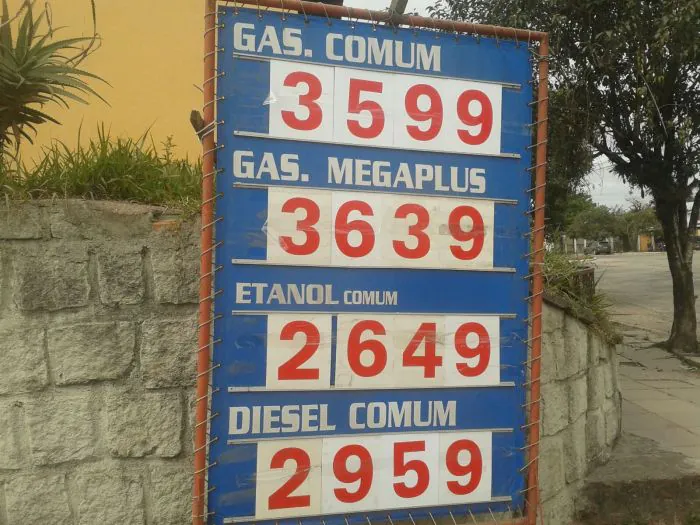 GAS. COMUM
3599
GAS. MEGAPLUS
3639
ETANOL COMUM
2649
DIESEL COMUM
2959